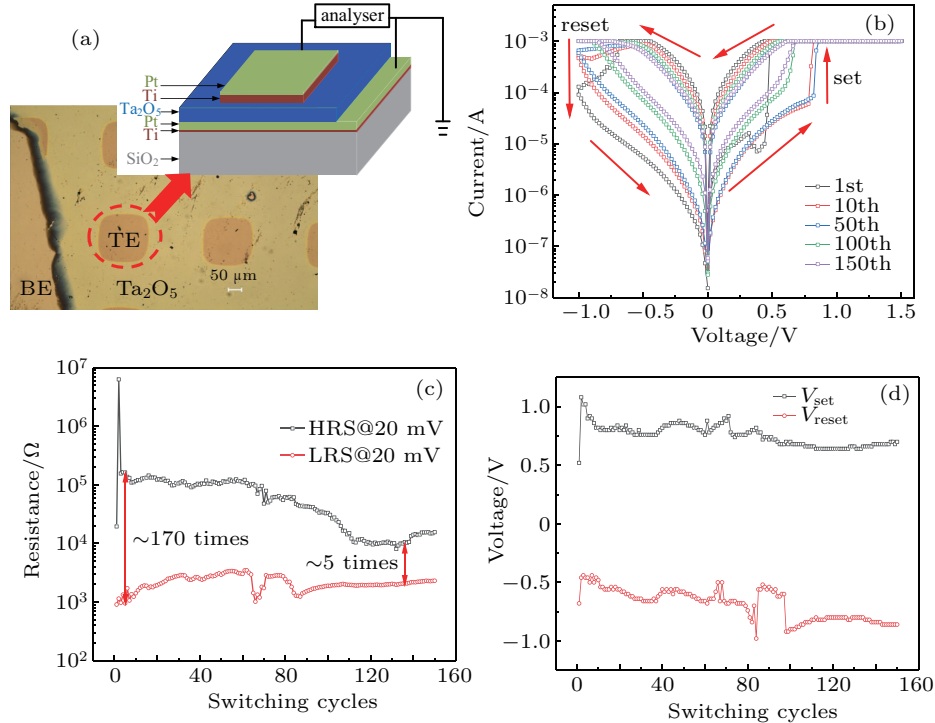 (a)
analyser
Pt
Ti
Ta₂O₅
Pt
Ti
SiO₂
TE
BE
Ta₂O₅
50 µm
(b)
reset
set
1st
10th
50th
100th
150th
10⁻³
10⁻⁴
10⁻⁵
10⁻⁶
10⁻⁷
10⁻⁸
Current/A
−1.0 −0.5 0 0.5 1.0 1.5
Voltage/V
(c)
HRS@20 mV
LRS@20 mV
~170 times
~5 times
10⁷
10⁶
10⁵
10⁴
10³
10²
Resistance/Ω
0 40 80 120 160
Switching cycles
(d)
Vset
Vreset
1.0
0.5
0
−0.5
−1.0
Voltage/V
0 40 80 120 160
Switching cycles